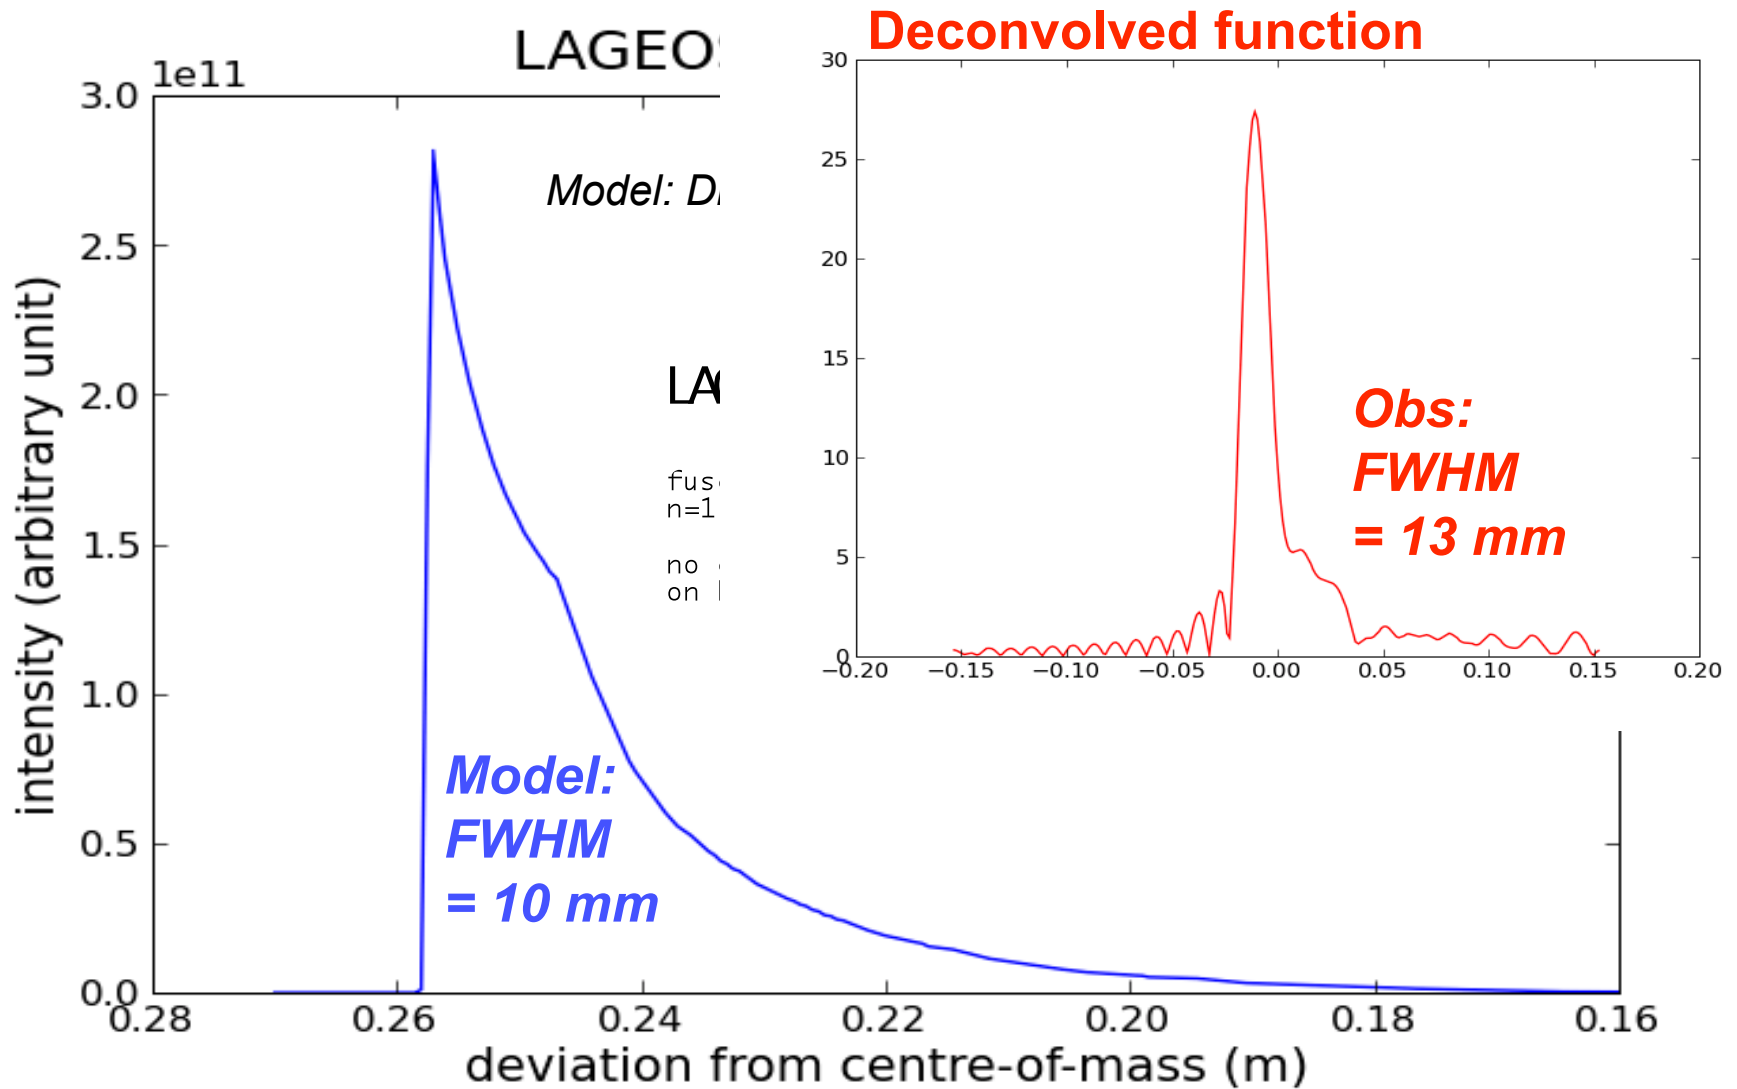 LAGEOS
Deconvolved function
1e11
3.0
2.5
2.0
1.5
1.0
0.5
0.0
intensity (arbitrary unit)
Model:
LA
n=1
no
on
Model:
FWHM
= 10 mm
0.28 0.26 0.24 0.22 0.20 0.18 0.16
deviation from centre-of-mass (m)
30
25
20
15
10
5
0
Obs:
FWHM
= 13 mm
−0.20 −0.15 −0.10 −0.05 0.00 0.05 0.10 0.15 0.20